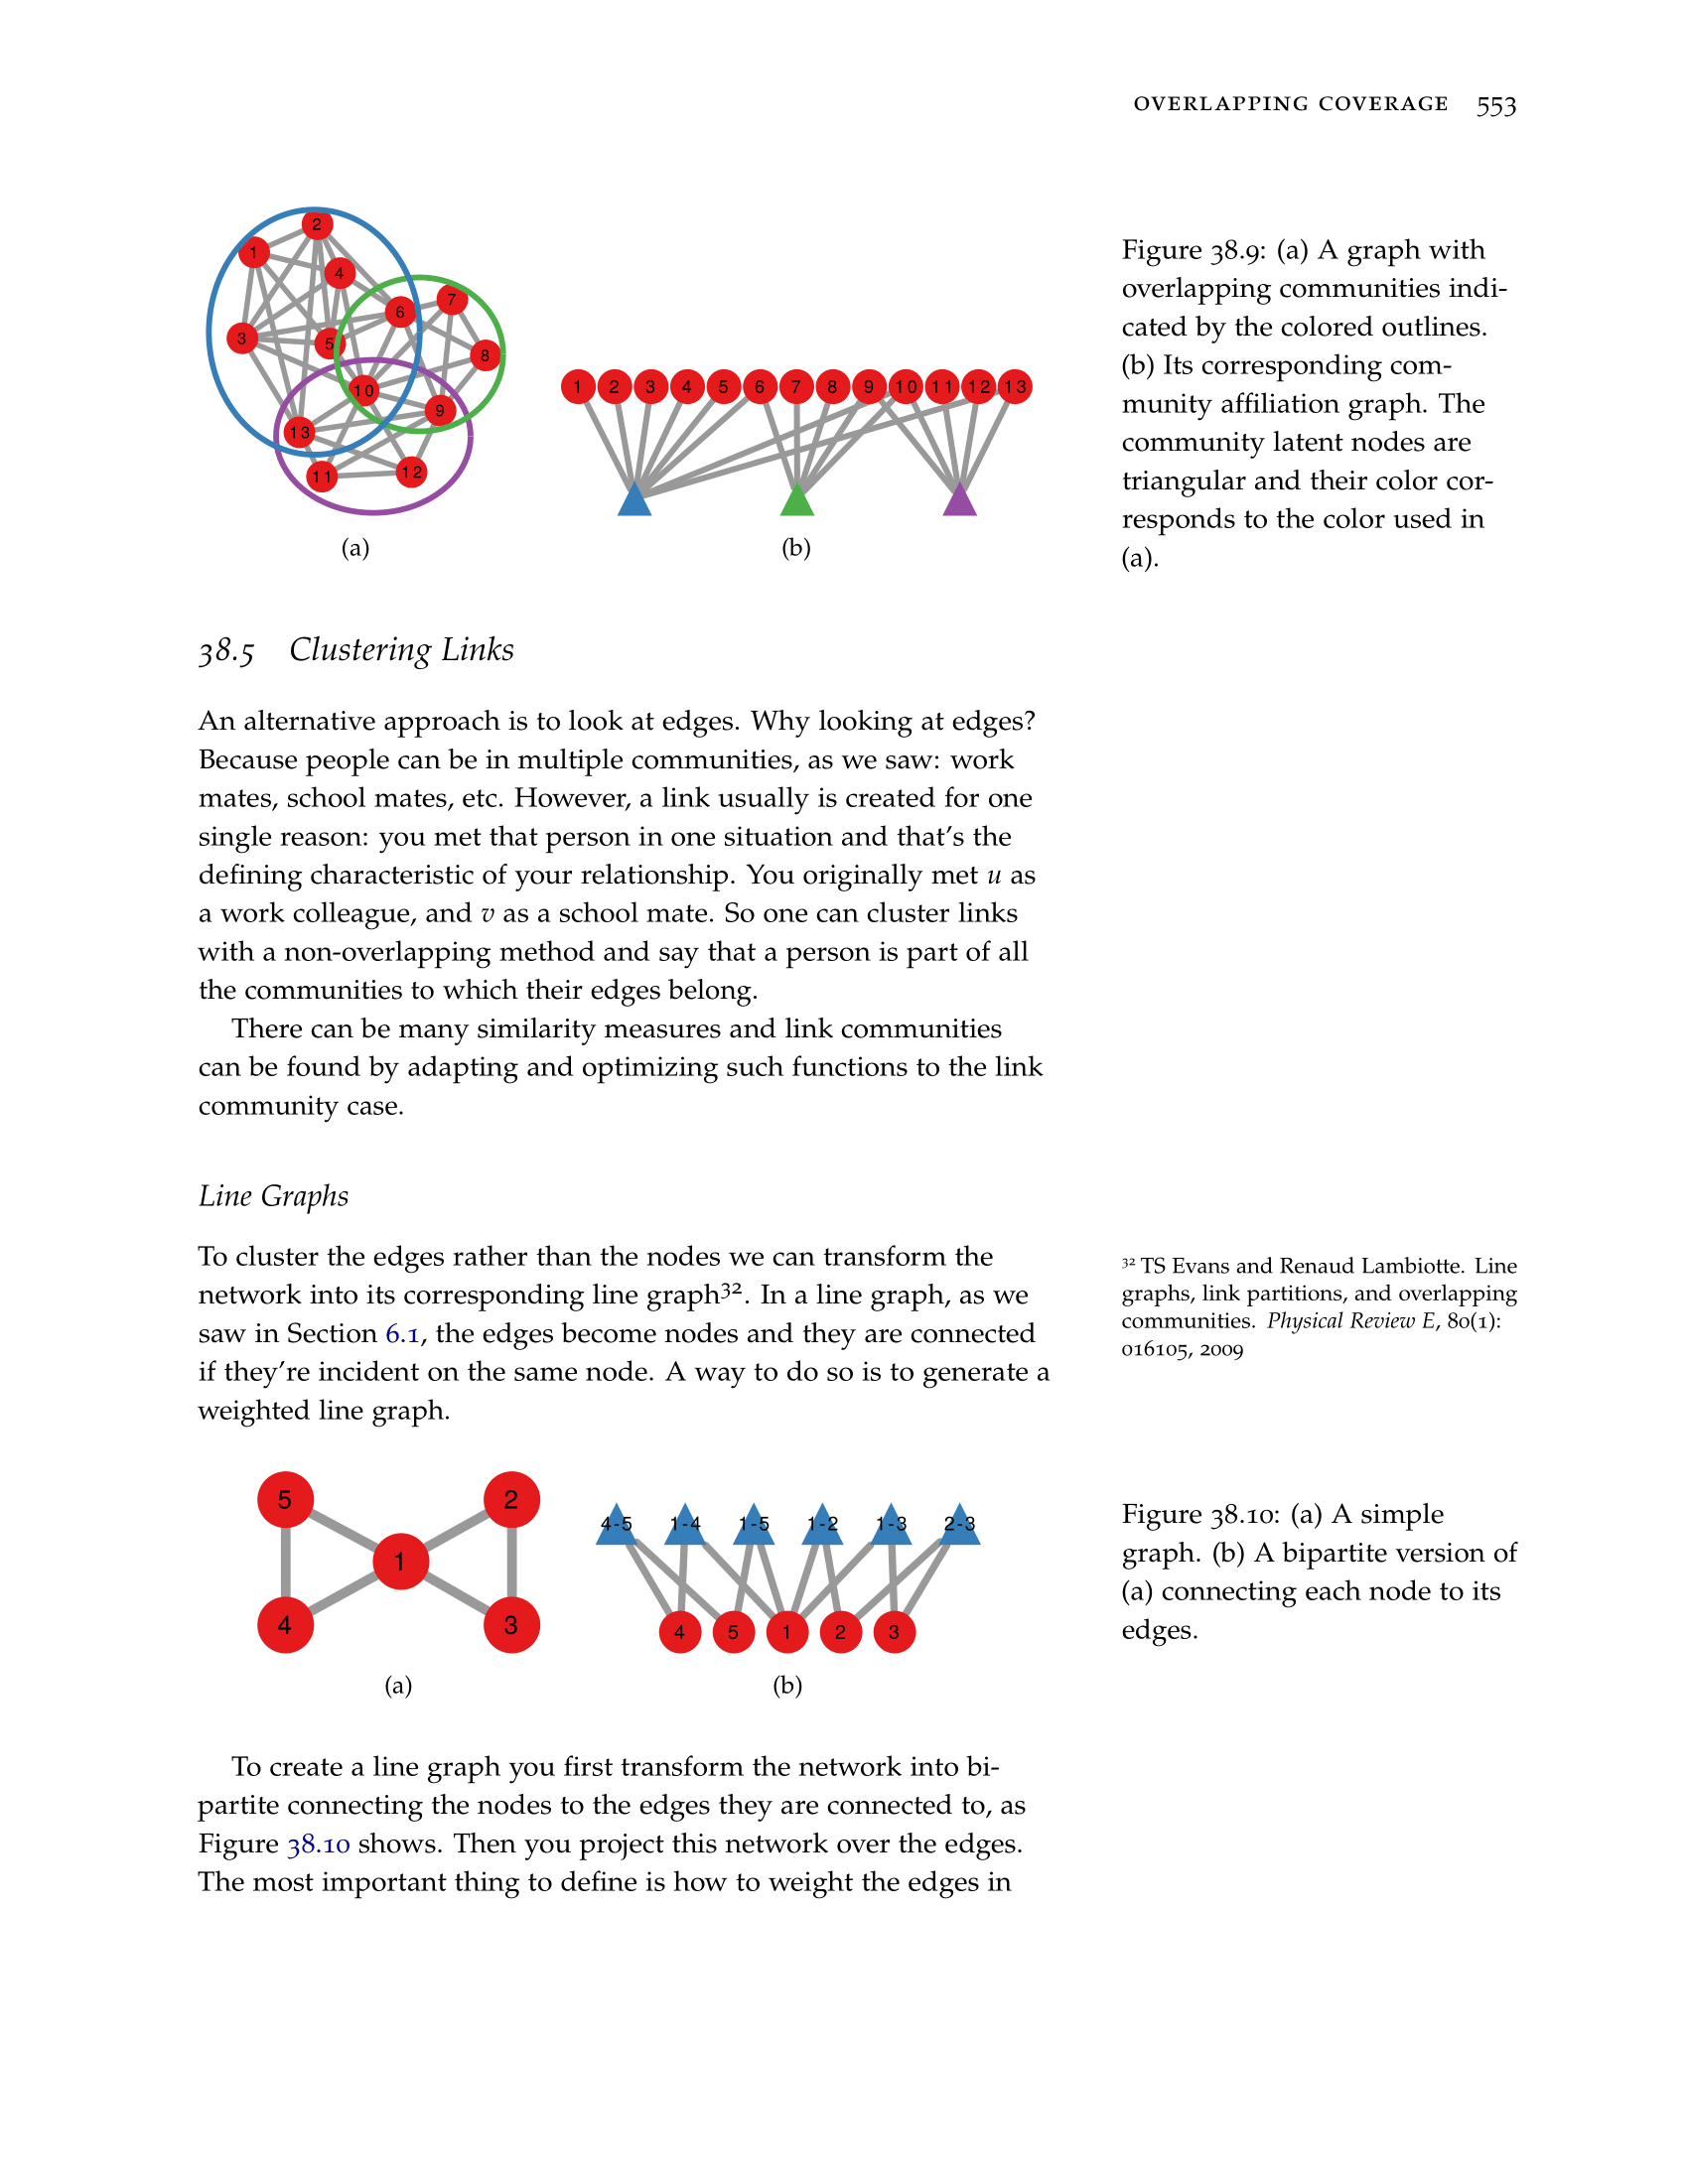 OVERLAPPING COVERAGE 553
2
1
4
7
6
3
5
8
10
9
13
11
12
(a)
1 2 3 4 5 6 7 8 9 10 11 12 13
(b)
Figure 38.9: (a) A graph with
overlapping communities indi-
cated by the colored outlines.
(b) Its corresponding com-
munity affiliation graph. The
community latent nodes are
triangular and their color cor-
responds to the color used in
(a).
38.5 Clustering Links
An alternative approach is to look at edges. Why looking at edges?
Because people can be in multiple communities, as we saw: work
mates, school mates, etc. However, a link usually is created for one
single reason: you met that person in one situation and that's the
defining characteristic of your relationship. You originally met u as
a work colleague, and v as a school mate. So one can cluster links
with a non-overlapping method and say that a person is part of all
the communities to which their edges belong.
There can be many similarity measures and link communities
can be found by adapting and optimizing such functions to the link
community case.
Line Graphs
To cluster the edges rather than the nodes we can transform the
network into its corresponding line graph³². In a line graph, as we
saw in Section 6.1, the edges become nodes and they are connected
if they're incident on the same node. A way to do so is to generate a
weighted line graph.
³² TS Evans and Renaud Lambiotte. Line
graphs, link partitions, and overlapping
communities. Physical Review E, 80(1):
016105, 2009
5 2
1
4 3
(a)
4-5 1-4 1-5 1-2 1-3 2-3
4 5 1 2 3
(b)
Figure 38.10: (a) A simple
graph. (b) A bipartite version of
(a) connecting each node to its
edges.
To create a line graph you first transform the network into bi-
partite connecting the nodes to the edges they are connected to, as
Figure 38.10 shows. Then you project this network over the edges.
The most important thing to define is how to weight the edges in